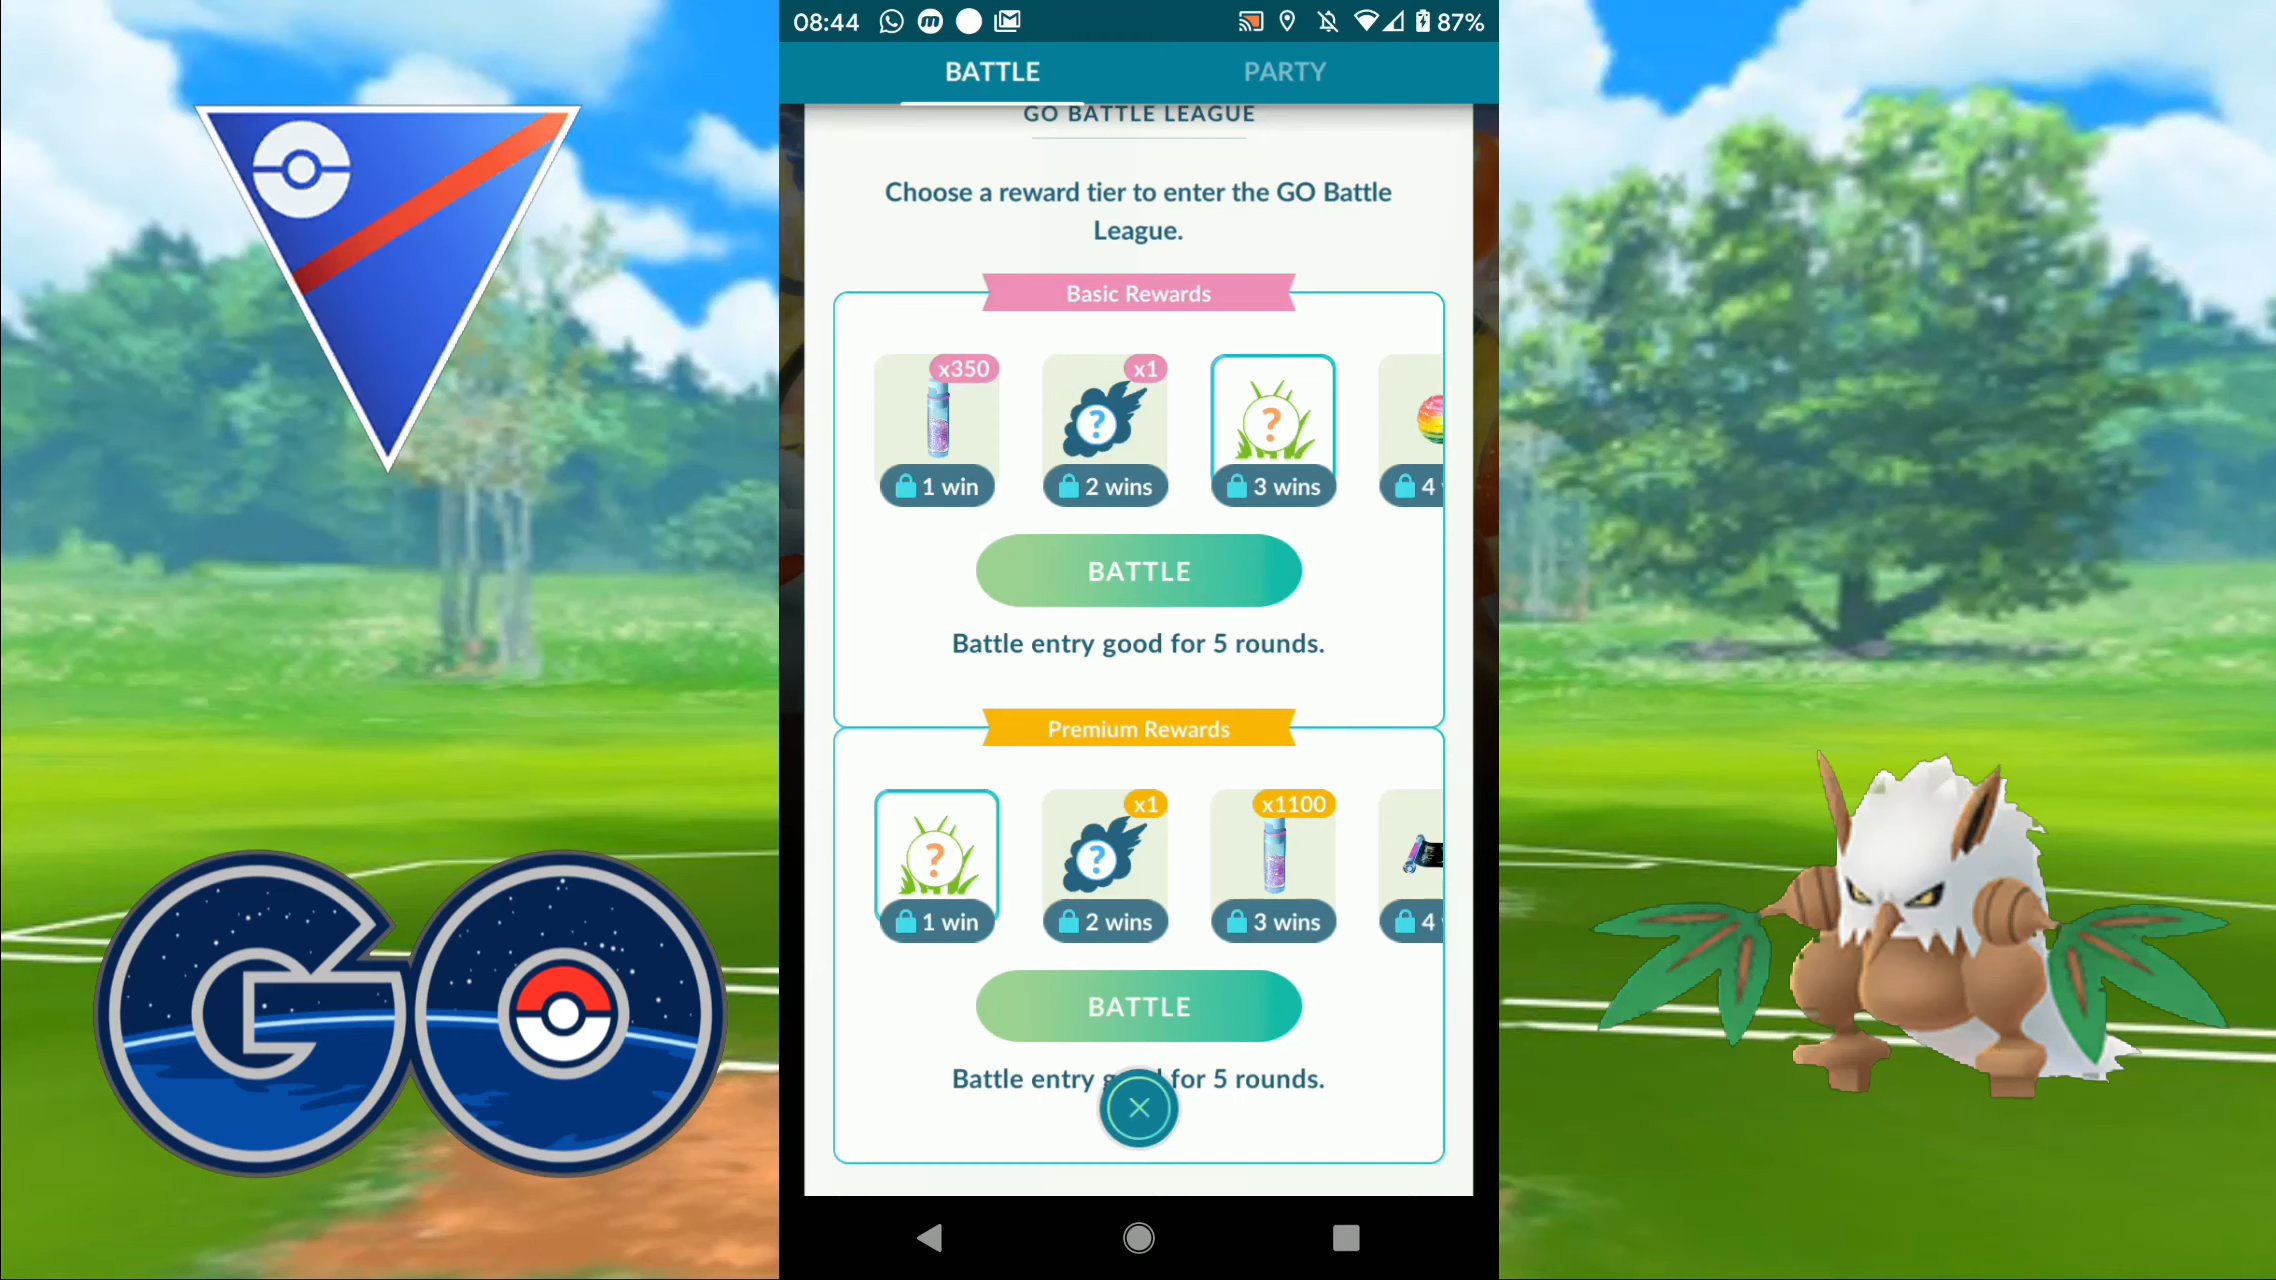 08:44
87%
BATTLE
PARTY
GO BATTLE LEAGUE
Choose a reward tier to enter the GO Battle
League.
Basic Rewards
x350
x1
1 win
2 wins
3 wins
4
BATTLE
Battle entry good for 5 rounds.
Premium Rewards
x1
x1100
1 win
2 wins
3 wins
4
BATTLE
Battle entry for 5 rounds.
GO